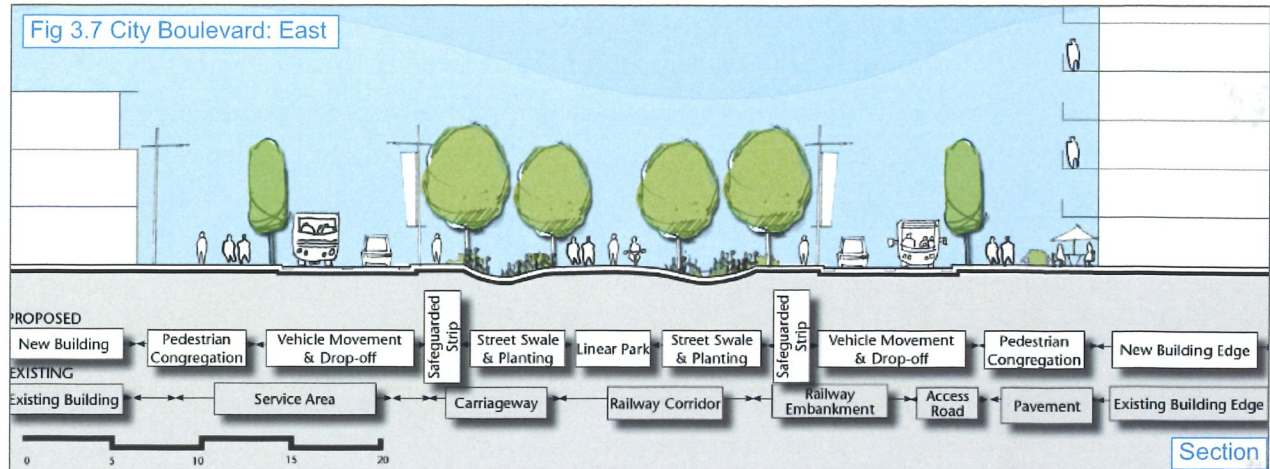 Fig 3.7 City Boulevard: East
PROPOSED
New Building
Pedestrian
Congregation
Vehicle Movement
& Drop-off
Safeguarded
Strip
Street Swale
& Planting
Linear Park
Street Swale
& Planting
Safeguarded
Strip
Vehicle Movement
& Drop-off
Pedestrian
Congregation
New Building Edge
EXISTING
Existing Building
Service Area
Carriageway
Railway Corridor
Railway
Embankment
Access
Road
Pavement
Existing Building Edge
0 5 10 15 20
Section